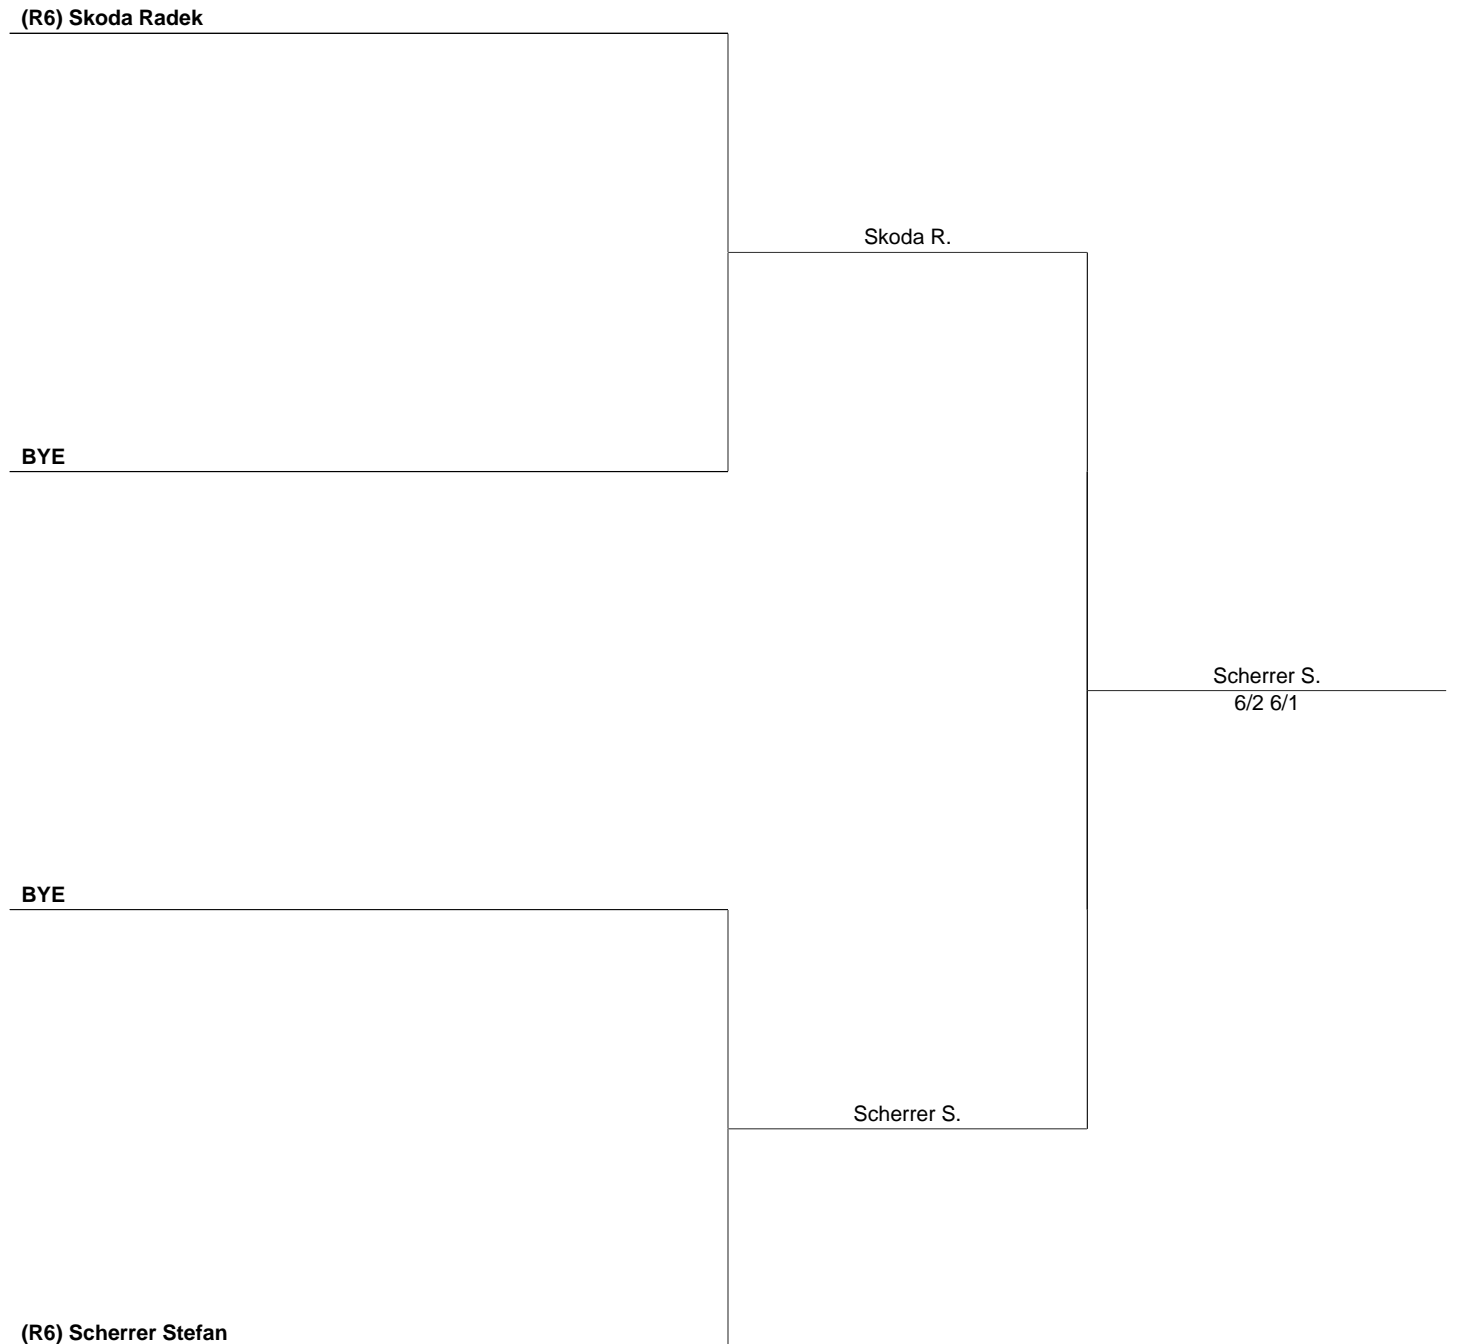 (R6) Skoda Radek
Skoda R.
BYE
Scherrer S.
6/2 6/1
BYE
Scherrer S.
(R6) Scherrer Stefan